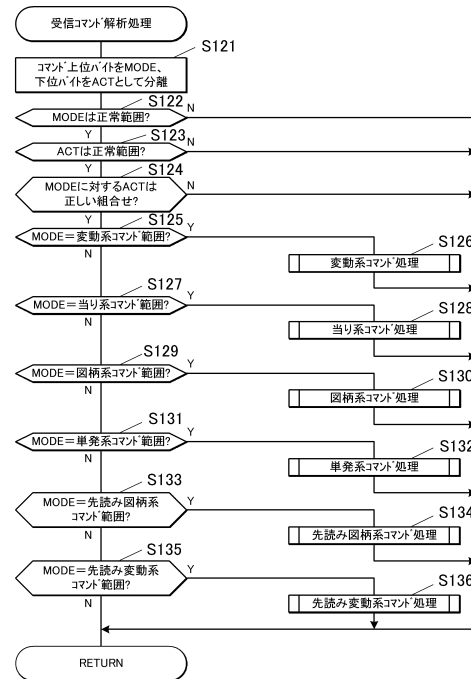 受信コマンド解析処理
S121
コマンド上位バイトをMODE、
下位バイトをACTとして分離
S122
MODEは正常範囲?
N
Y
S123
ACTは正常範囲?
N
Y
S124
MODEに対するACTは
正しい組合せ?
N
Y
S125
MODE=変動系コマンド範囲?
Y
N
S126
変動系コマンド処理
S127
MODE=当り系コマンド範囲?
Y
N
S128
当り系コマンド処理
S129
MODE=図柄系コマンド範囲?
Y
N
S130
図柄系コマンド処理
S131
MODE=単発系コマンド範囲?
Y
N
S132
単発系コマンド処理
S133
MODE=先読み図柄系
コマンド範囲?
Y
N
S134
先読み図柄系コマンド処理
S135
MODE=先読み変動系
コマンド範囲?
Y
N
S136
先読み変動系コマンド処理
RETURN